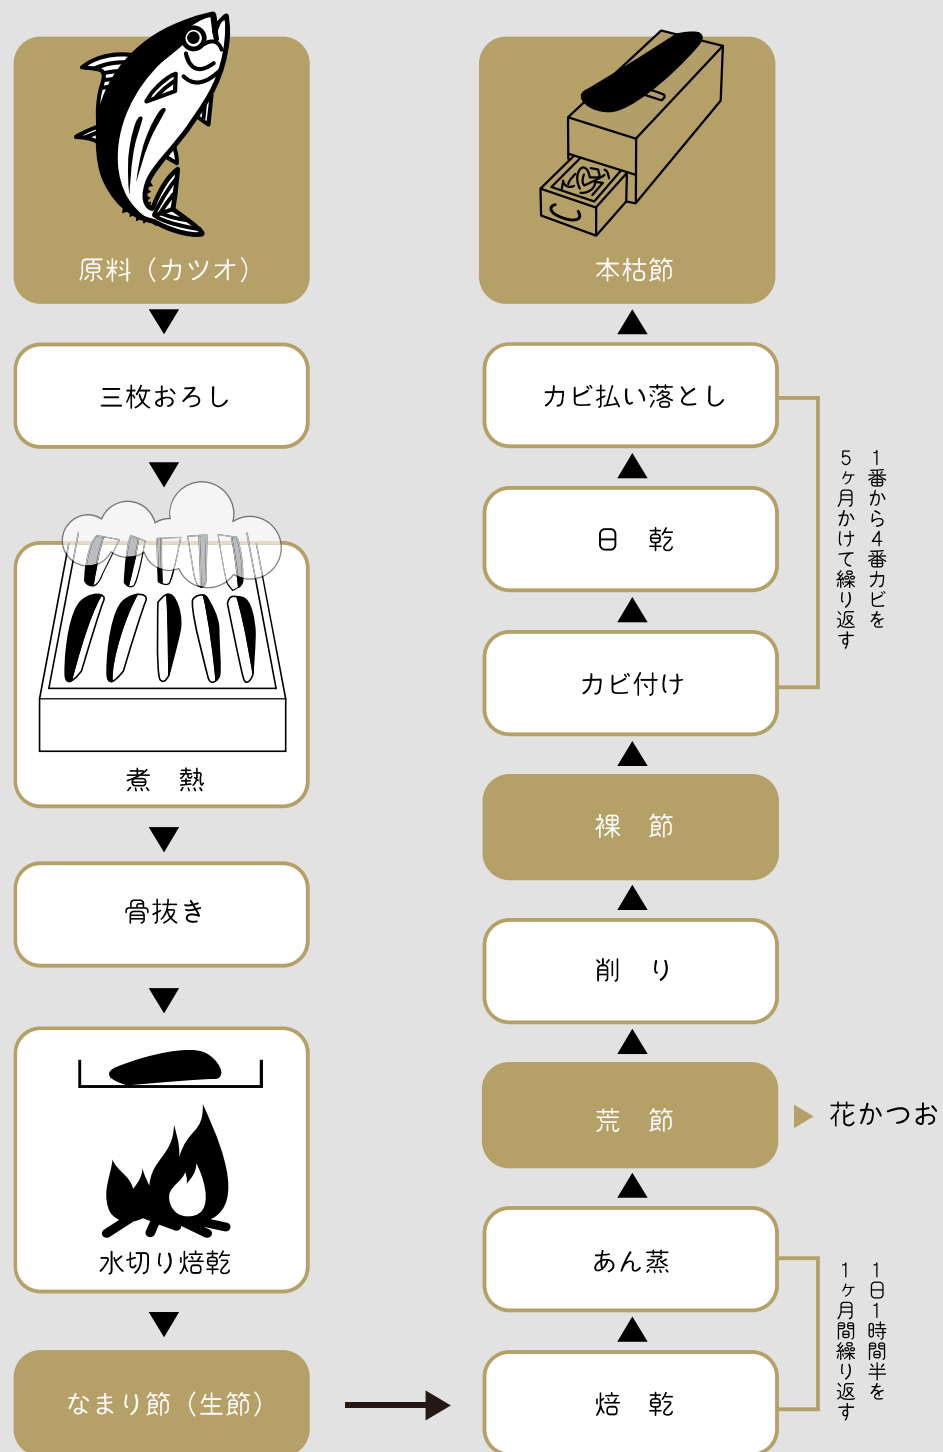 原料（カツオ）
三枚おろし
煮　熱
骨抜き
水切り焙乾
なまり節（生節）
焙　乾
あん蒸
1日1時間半を
1ヶ月間繰り返す
荒　節
花かつお
削　り
裸　節
カビ付け
日　乾
カビ払い落とし
1番から4番カビを
5ヶ月かけて繰り返す
本枯節